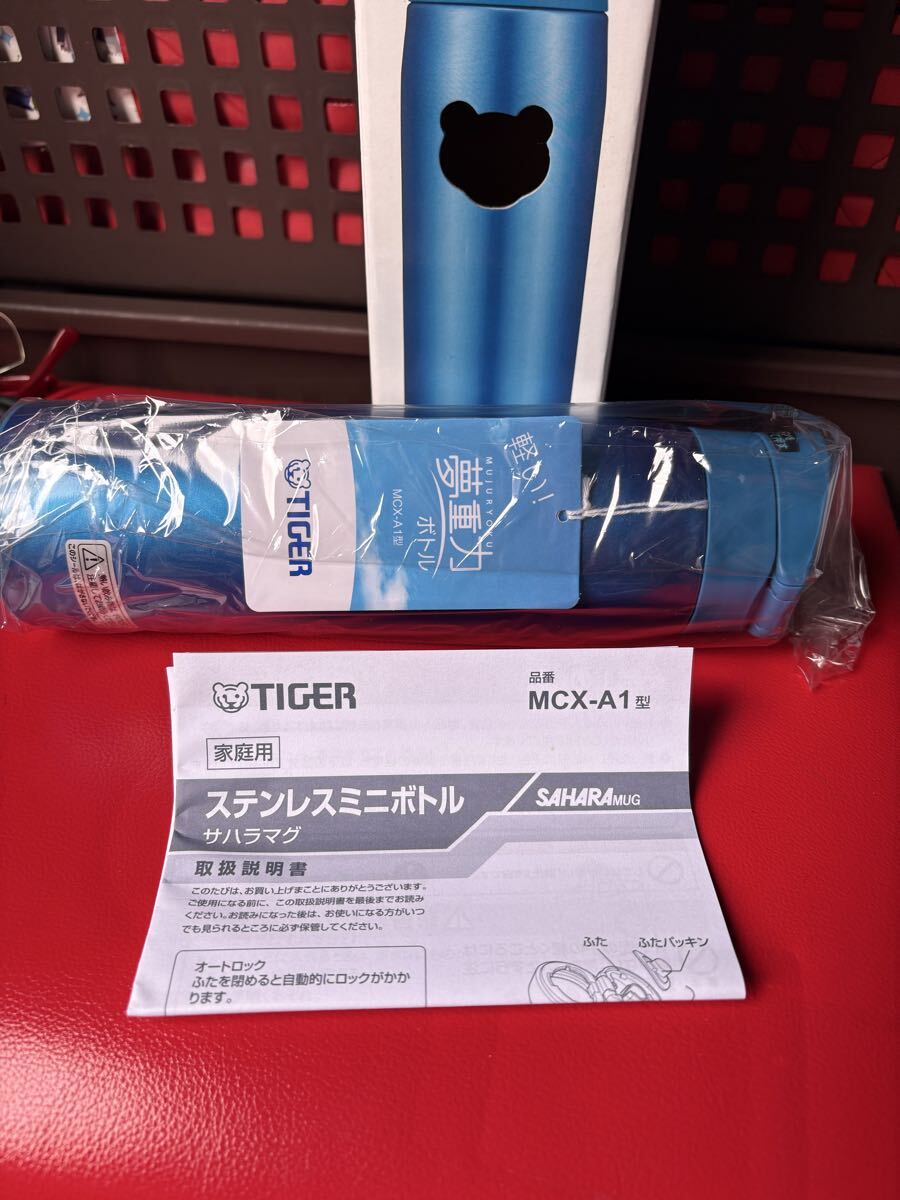 軽い!
夢重力
MUJURYOKU
ボトル
MCX-A1型
TIGER
TIGER
品番
MCX-A1型
家庭用
ステンレスミニボトル
サハラマグ
SAHARA MUG
取扱説明書
このたびは、お買い上げまことにありがとうございます。
ご使用になる前に、この取扱説明書を最後までお読み
ください。お読みになった後は、お使いになる方がいつ
でも見られるところに必ず保管してください。
オートロック
ふたを閉めると自動的にロックがかか
ります。
ふた
ふたパッキン